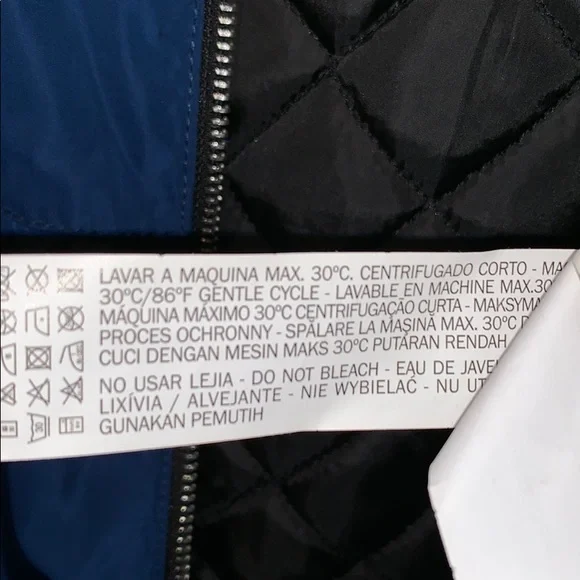 LAVAR A MAQUINA MAX. 30ºC. CENTRIFUGADO CORTO - MA
30ºC/86ºF GENTLE CYCLE - LAVABLE EN MACHINE MAX.30
MÁQUINA MÁXIMO 30ºC CENTRIFUGAÇÃO CURTA - MAKSYMA
PROCES OCHRONNY - SPĂLARE LA MAȘINĂ MAX. 30ºC
CUCI DENGAN MESIN MAKS 30ºC PUTARAN RENDAH
NO USAR LEJIA - DO NOT BLEACH - EAU DE JAVEL
LIXÍVIA / ALVEJANTE - NIE WYBIELAĆ - NU UT
GUNAKAN PEMUTIH